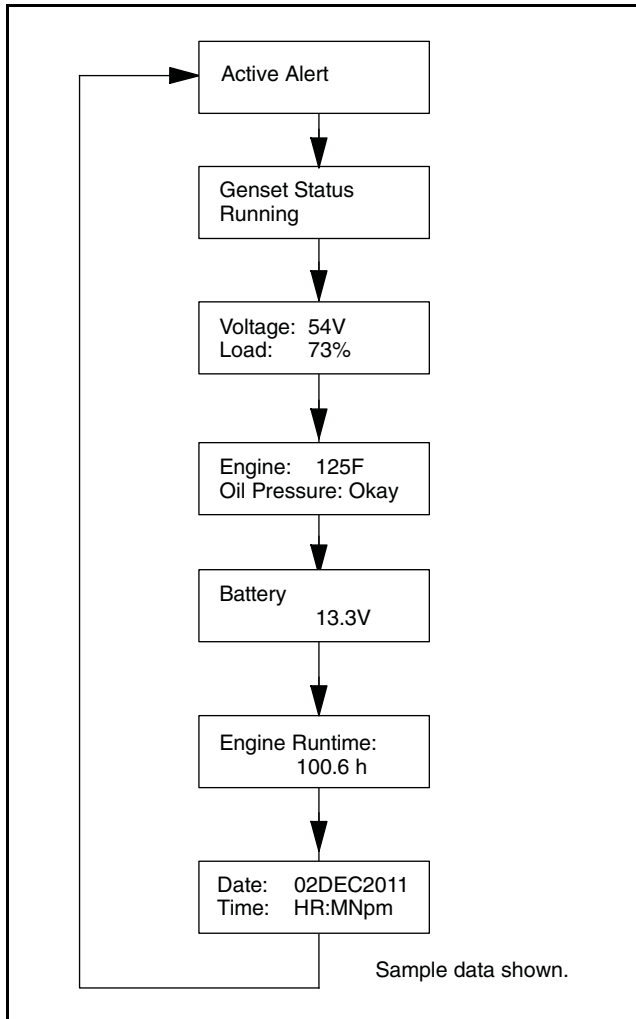 Active Alert
Genset Status
Running
Voltage: 54V
Load: 73%
Engine: 125F
Oil Pressure: Okay
Battery
13.3V
Engine Runtime:
100.6 h
Date: 02DEC2011
Time: HR:MNpm
Sample data shown.